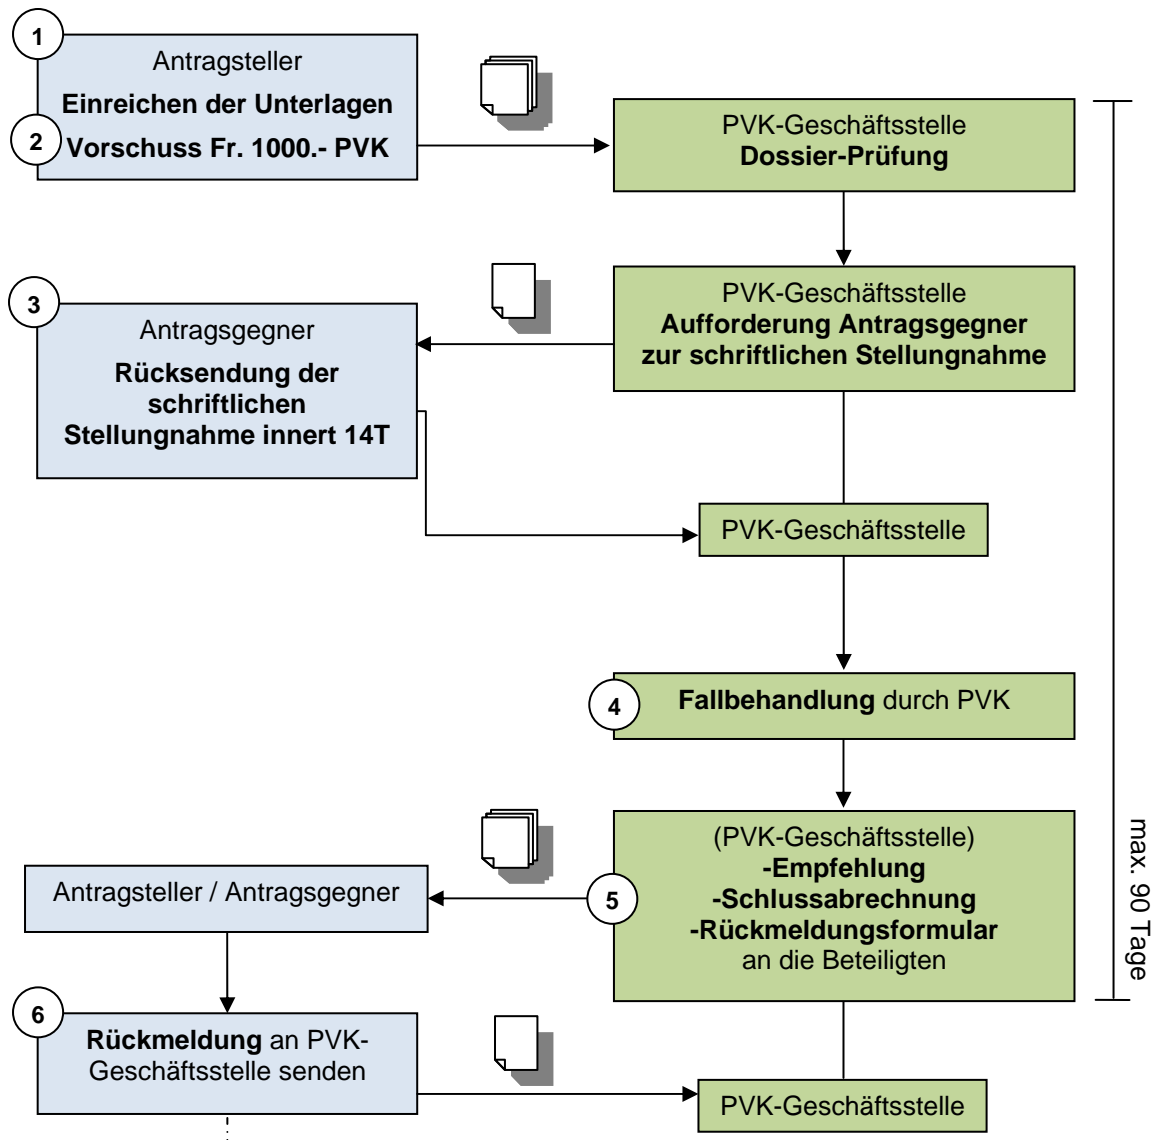 1
Antragsteller
Einreichen der Unterlagen
2
Vorschuss Fr. 1000.- PVK
PVK-Geschäftsstelle
Dossier-Prüfung
PVK-Geschäftsstelle
Aufforderung Antragsgegner
zur schriftlichen Stellungnahme
3
Antragsgegner
Rücksendung der
schriftlichen
Stellungnahme innert 14T
PVK-Geschäftsstelle
4
Fallbehandlung durch PVK
5
(PVK-Geschäftsstelle)
-Empfehlung
-Schlussabrechnung
-Rückmeldungsformular
an die Beteiligten
max. 90 Tage
Antragsteller / Antragsgegner
6
Rückmeldung an PVK-
Geschäftsstelle senden
PVK-Geschäftsstelle